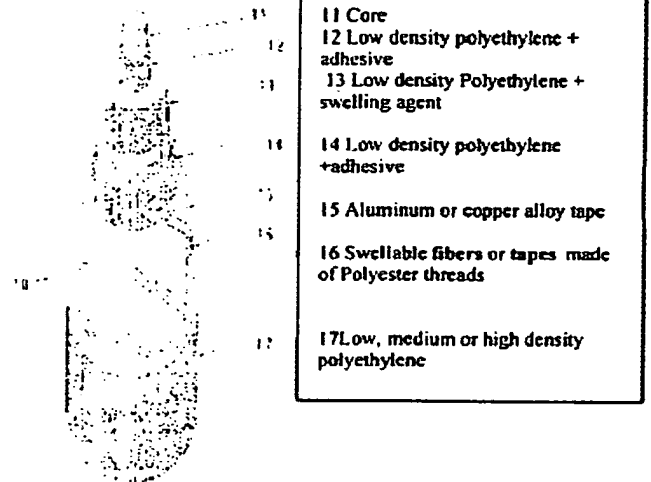 11 Core
12 Low density polyethylene +
adhesive
13 Low density Polyethylene +
swelling agent
14 Low density polyethylene
+adhesive
15 Aluminum or copper alloy tape
16 Swellable fibers or tapes made
of Polyester threads
17Low, medium or high density
polyethylene
12